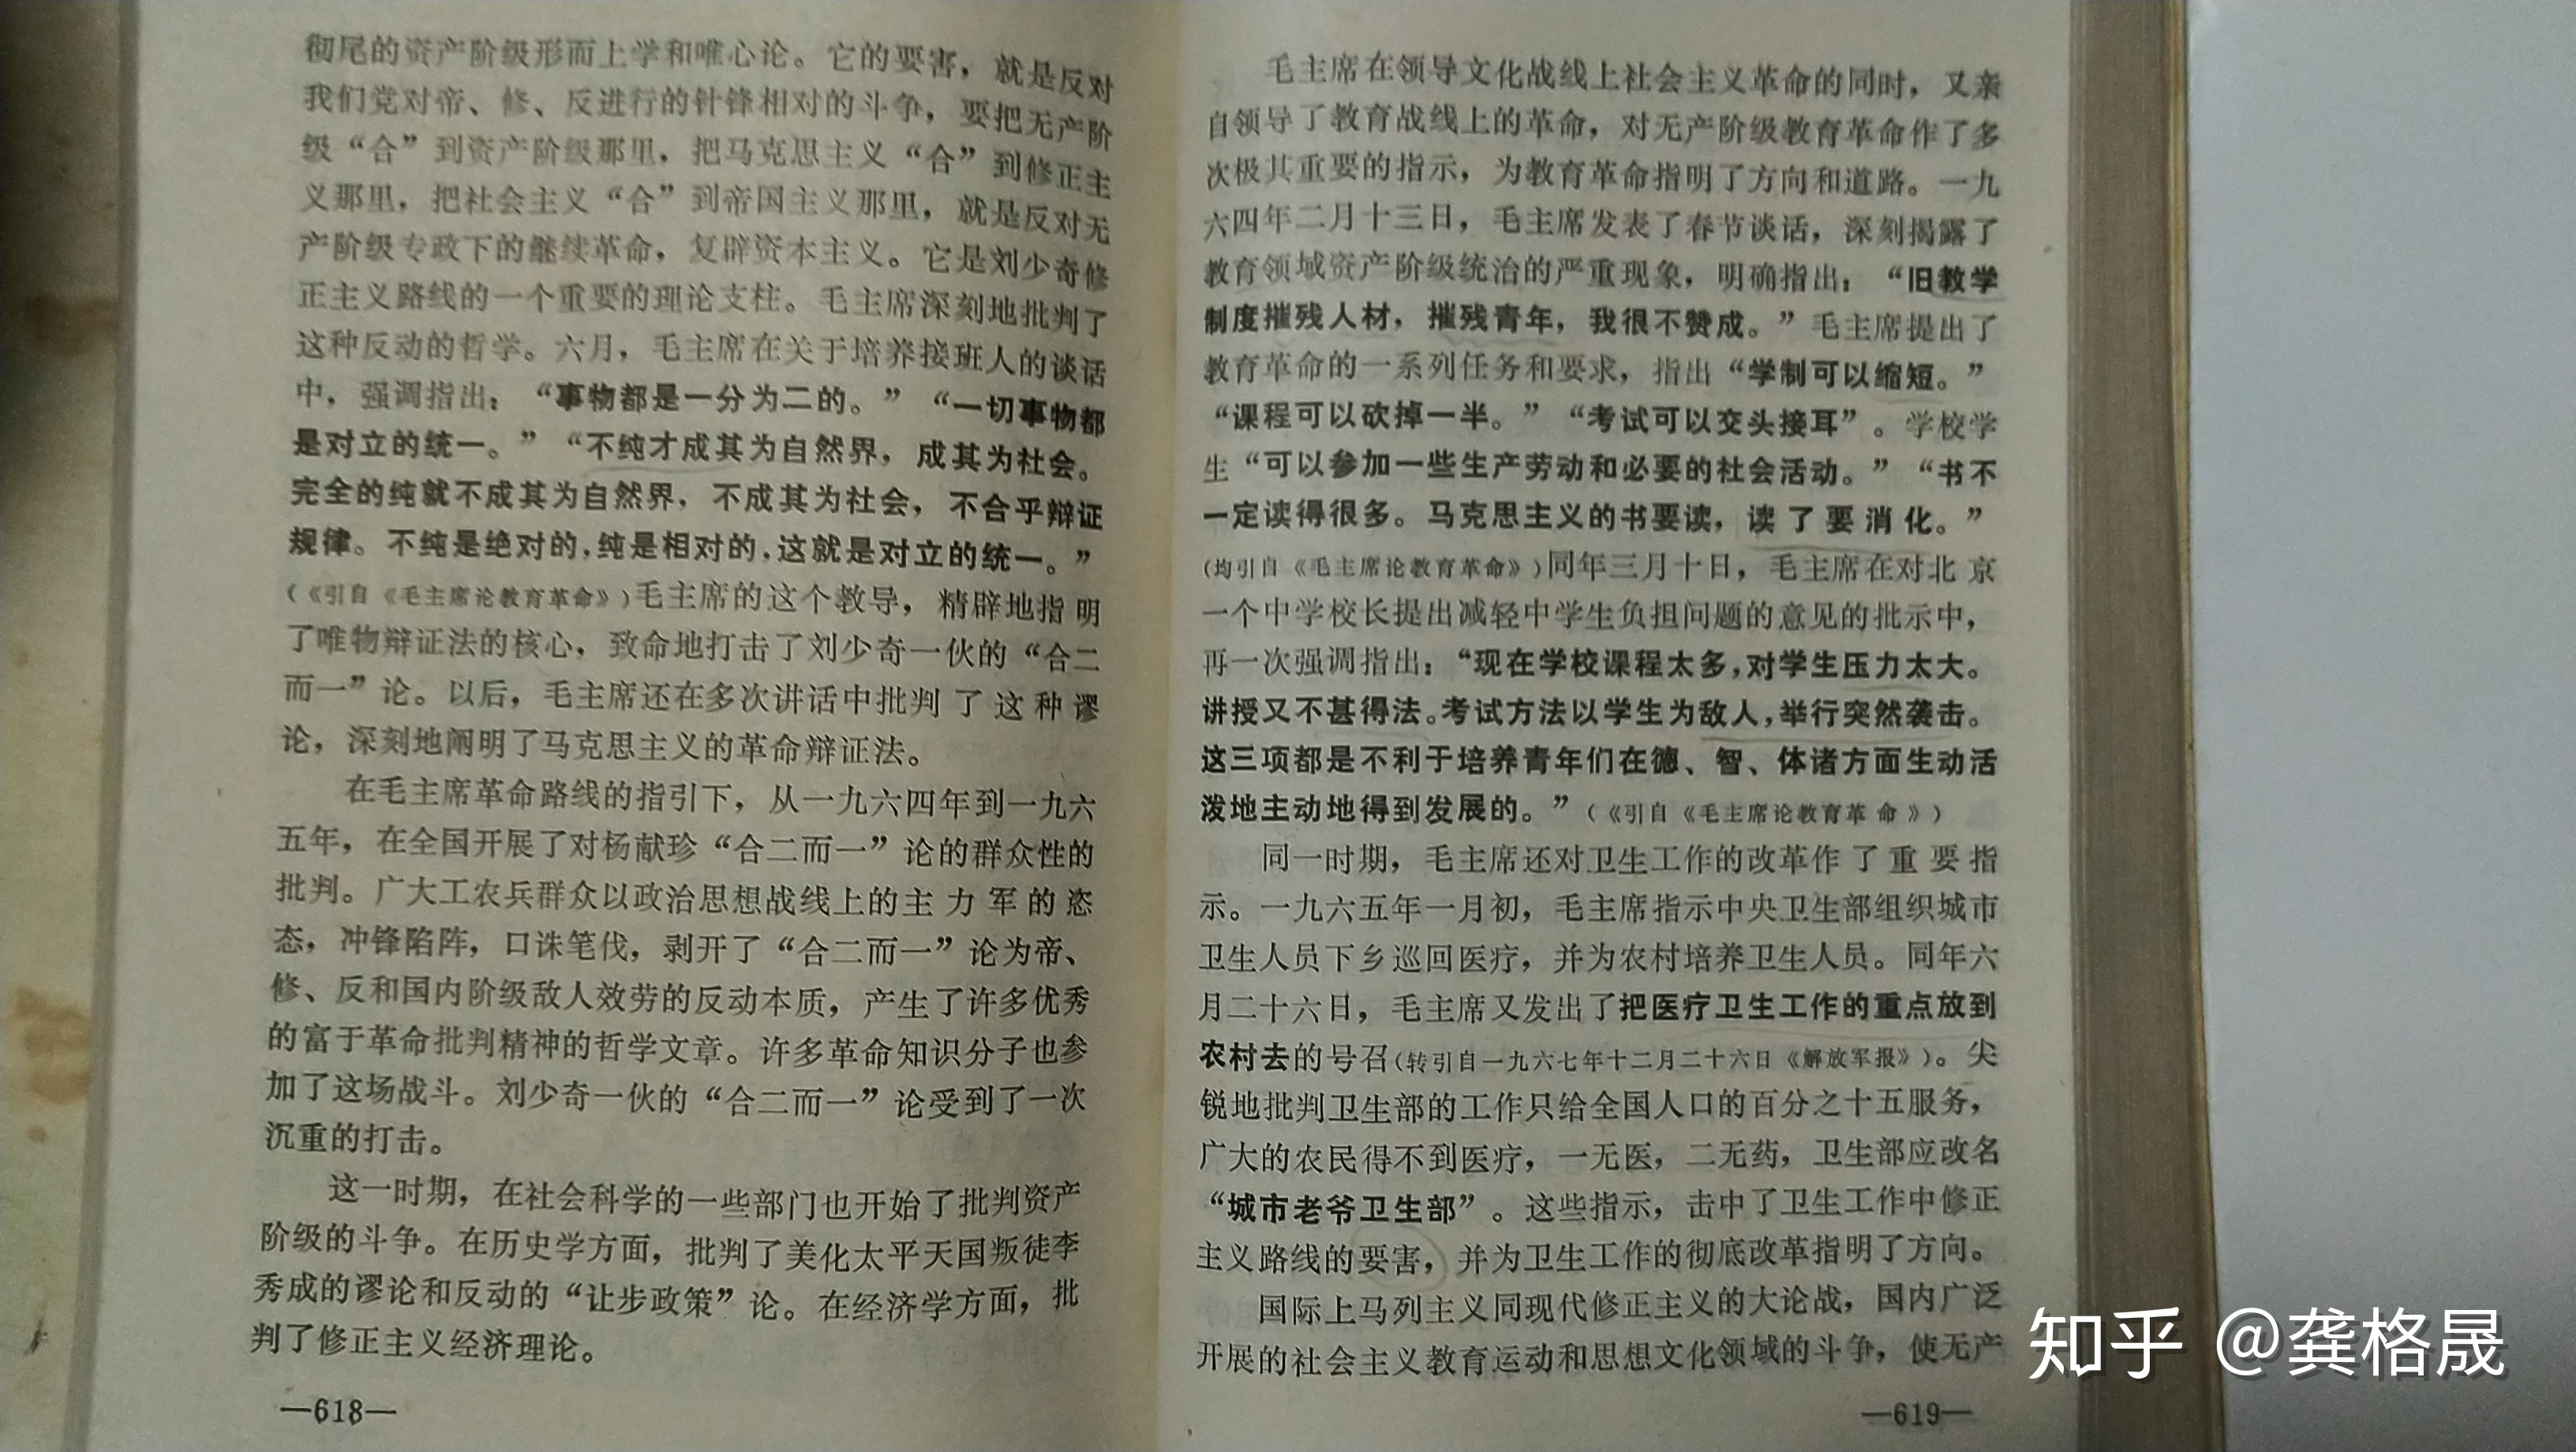 彻尾的资产阶级形而上学和唯心论。它的要害，就是反对
我们党对帝、修、反进行的针锋相对的斗争，要把无产阶
级“合”到资产阶级那里，把马克思主义“合”到修正主
义那里，把社会主义“合”到帝国主义那里，就是反对无
产阶级专政下的继续革命，复辟资本主义。它是刘少奇修
正主义路线的一个重要的理论支柱。毛主席深刻地批判了
这种反动的哲学。六月，毛主席在关于培养接班人的谈话
中，强调指出：“事物都是一分为二的。”“一切事物都
是对立的统一。”“不纯才成其为自然界，成其为社会。
完全的纯就不成其为自然界，不成其为社会，不合乎辩证
规律。不纯是绝对的，纯是相对的，这就是对立的统一。”
（《引自《毛主席论教育革命》）毛主席的这个教导，精辟地指明
了唯物辩证法的核心，致命地打击了刘少奇一伙的“合二
而一”论。以后，毛主席还在多次讲话中批判了这种谬
论，深刻地阐明了马克思主义的革命辩证法。
在毛主席革命路线的指引下，从一九六四年到一九六
五年，在全国开展了对杨献珍“合二而一”论的群众性的
批判。广大工农兵群众以政治思想战线上的主力军的恣
态，冲锋陷阵，口诛笔伐，剥开了“合二而一”论为帝、
修、反和国内阶级敌人效劳的反动本质，产生了许多优秀
的富于革命批判精神的哲学文章。许多革命知识分子也参
加了这场战斗。刘少奇一伙的“合二而一”论受到了一次
沉重的打击。
这一时期，在社会科学的一些部门也开始了批判资产
阶级的斗争。在历史学方面，批判了美化太平天国叛徒李
秀成的谬论和反动的“让步政策”论。在经济学方面，批
判了修正主义经济理论。
—618—
毛主席在领导文化战线上社会主义革命的同时，又亲
自领导了教育战线上的革命，对无产阶级教育革命作了多
次极其重要的指示，为教育革命指明了方向和道路。一九
六四年二月十三日，毛主席发表了春节谈话，深刻揭露了
教育领域资产阶级统治的严重现象，明确指出：“旧教学
制度摧残人材，摧残青年，我很不赞成。”毛主席提出了
教育革命的一系列任务和要求，指出“学制可以缩短。”
“课程可以砍掉一半。”“考试可以交头接耳”。学校学
生“可以参加一些生产劳动和必要的社会活动。”“书不
一定读得很多。马克思主义的书要读，读了要消化。”
（均引自《毛主席论教育革命》）同年三月十日，毛主席在对北京
一个中学校长提出减轻中学生负担问题的意见的批示中，
再一次强调指出：“现在学校课程太多，对学生压力太大。
讲授又不甚得法。考试方法以学生为敌人，举行突然袭击。
这三项都是不利于培养青年们在德、智、体诸方面生动活
泼地主动地得到发展的。”（《引自《毛主席论教育革命》）
同一时期，毛主席还对卫生工作的改革作了重要指
示。一九六五年一月初，毛主席指示中央卫生部组织城市
卫生人员下乡巡回医疗，并为农村培养卫生人员。同年六
月二十六日，毛主席又发出了把医疗卫生工作的重点放到
农村去的号召（转引自一九六七年十二月二十六日《解放军报》）。尖
锐地批判卫生部的工作只给全国人口的百分之十五服务，
广大的农民得不到医疗，一无医，二无药，卫生部应改名
“城市老爷卫生部”。这些指示，击中了卫生工作中修正
主义路线的要害，并为卫生工作的彻底改革指明了方向。
国际上马列主义同现代修正主义的大论战，国内广泛
开展的社会主义教育运动和思想文化领域的斗争，使无产
—619—
知乎 @龚格晟